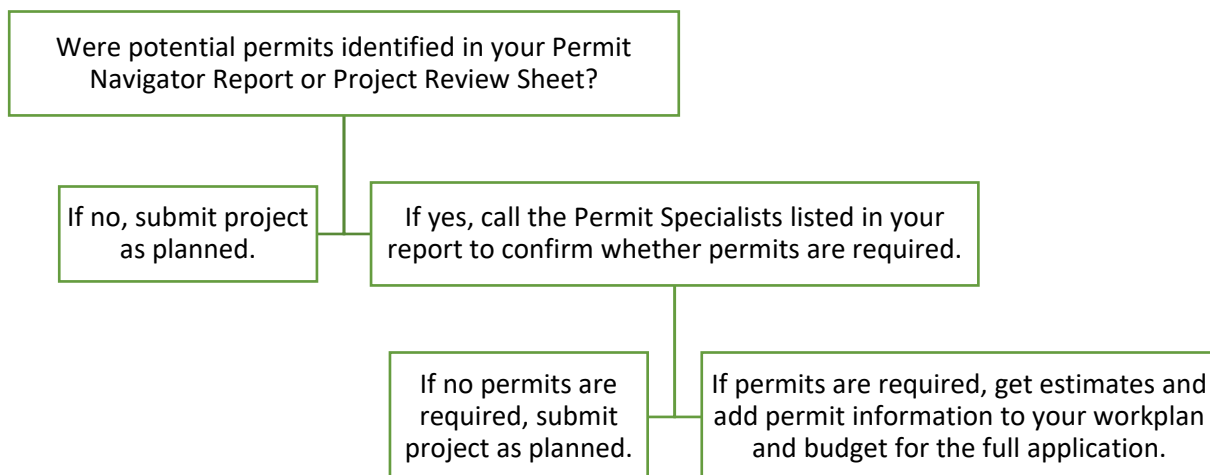 Were potential permits identified in your Permit
Navigator Report or Project Review Sheet?
If no, submit project
as planned.
If yes, call the Permit Specialists listed in your
report to confirm whether permits are required.
If no permits are
required, submit
project as planned.
If permits are required, get estimates and
add permit information to your workplan
and budget for the full application.